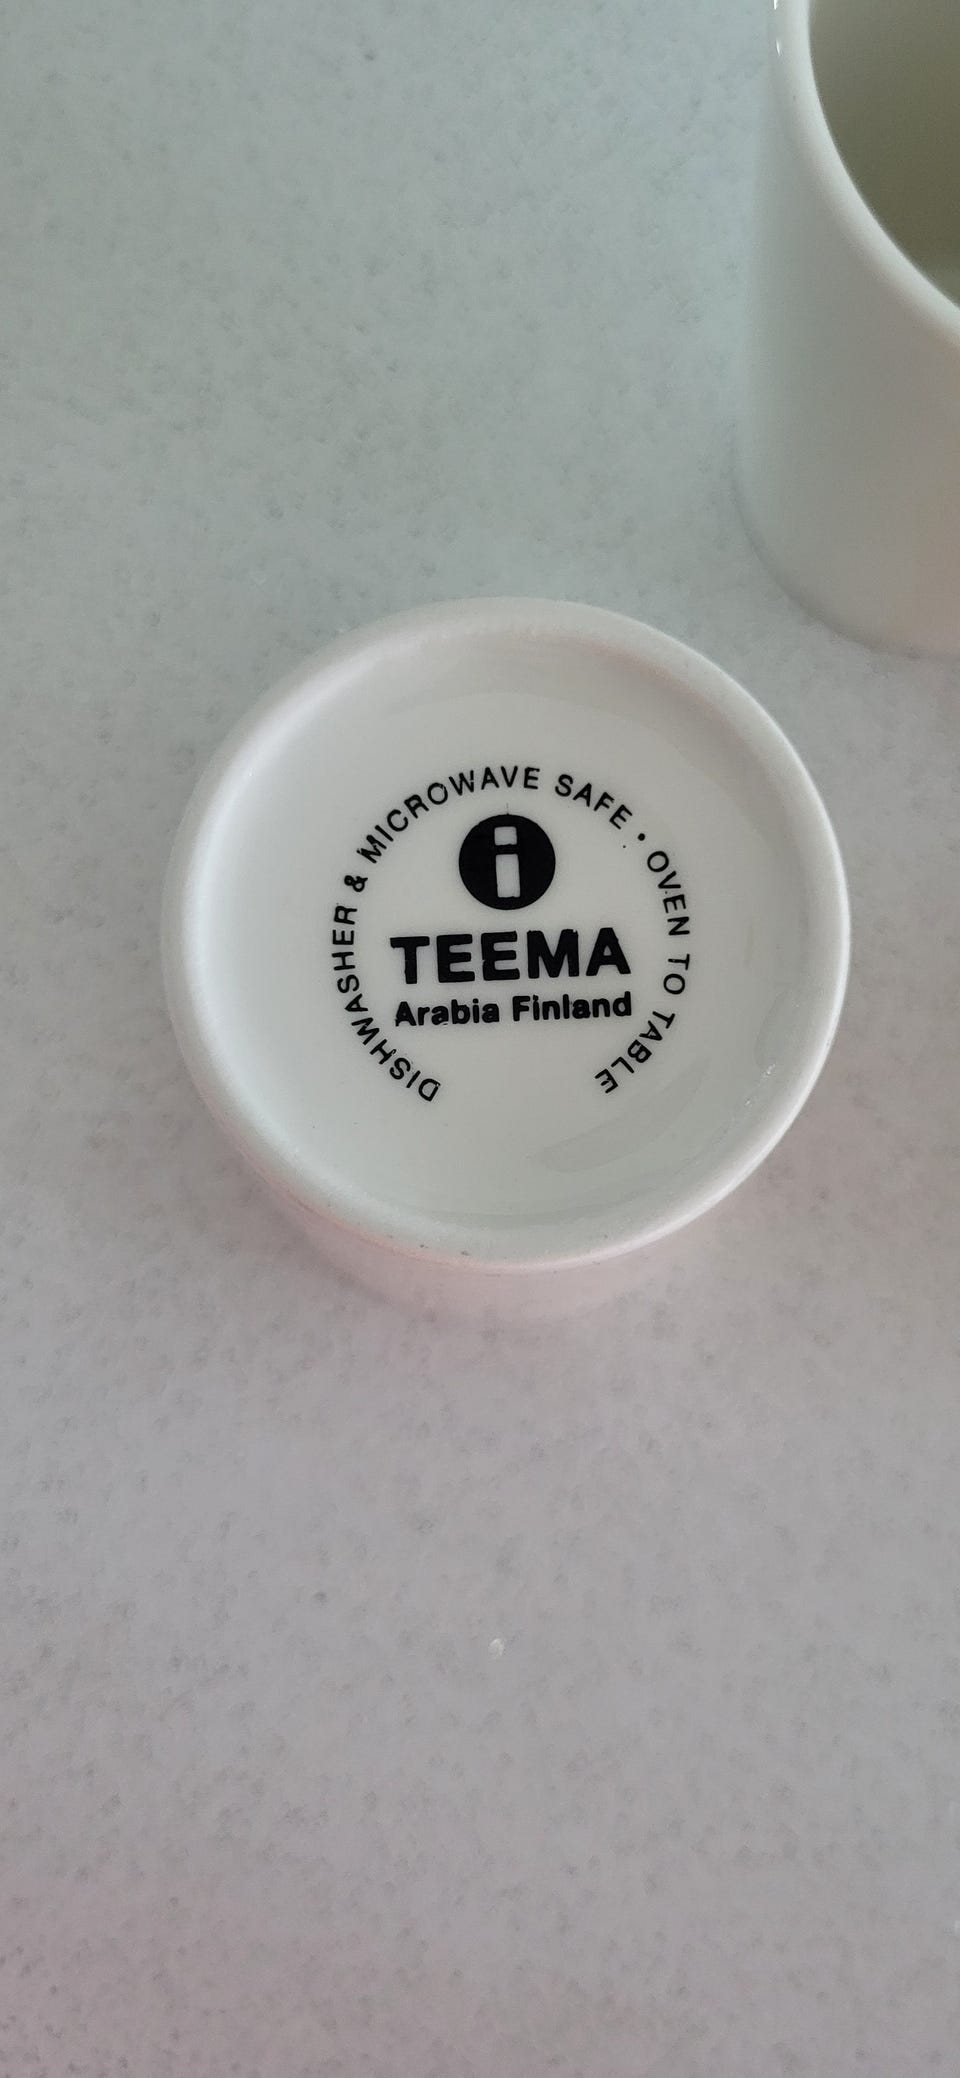 DISHWASHER & MICROWAVE SAFE • OVEN TO TABLE
i
TEEMA
Arabia Finland